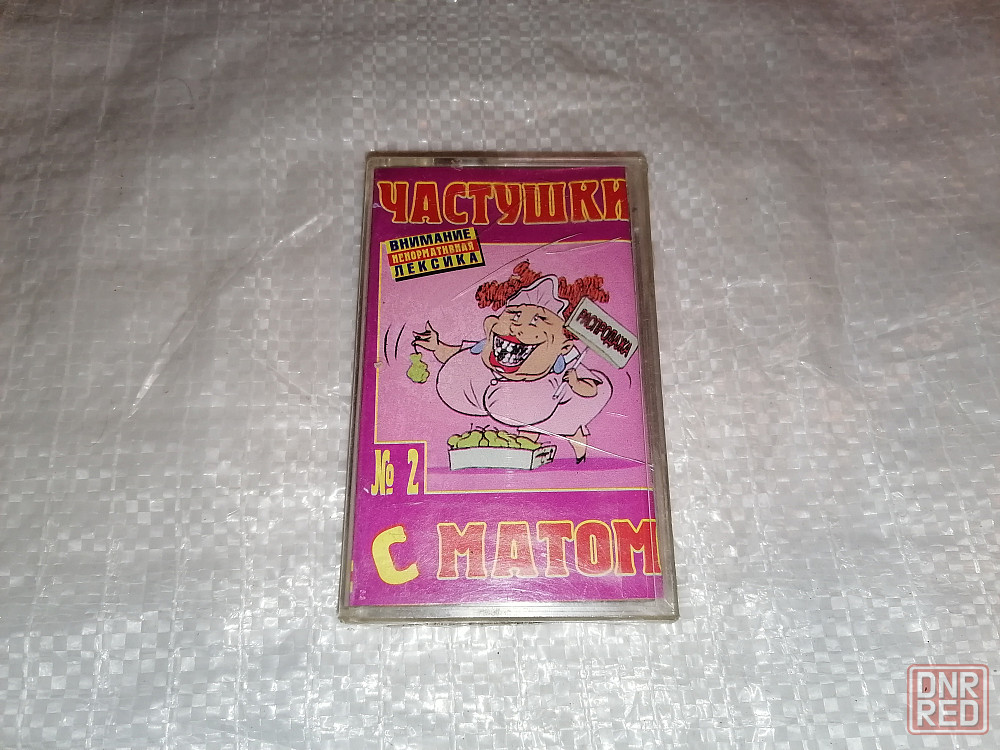 ЧАСТУШКИ
ВНИМАНИЕ
НЕНОРМАТИВНАЯ
ЛЕКСИКА
РАСПРОДАЖА
№ 2
С МАТОМ
DNR
RED